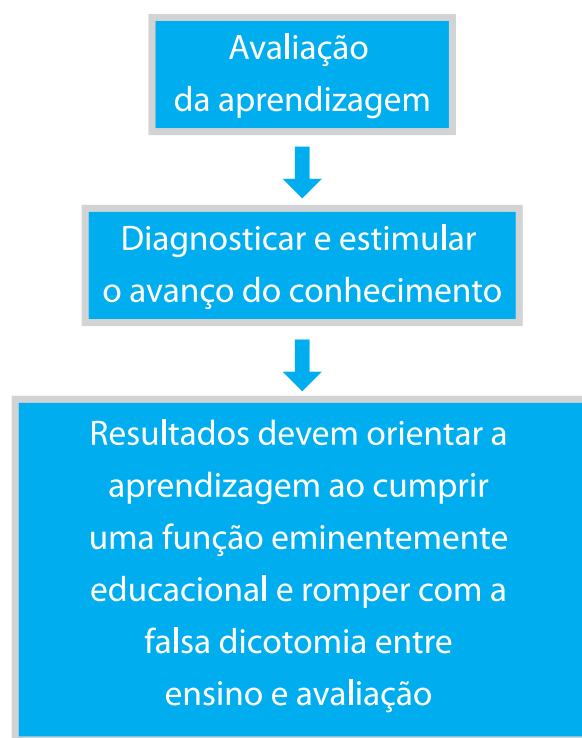 Avaliação
da aprendizagem
Diagnosticar e estimular
o avanço do conhecimento
Resultados devem orientar a
aprendizagem ao cumprir
uma função eminentemente
educacional e romper com a
falsa dicotomia entre
ensino e avaliação